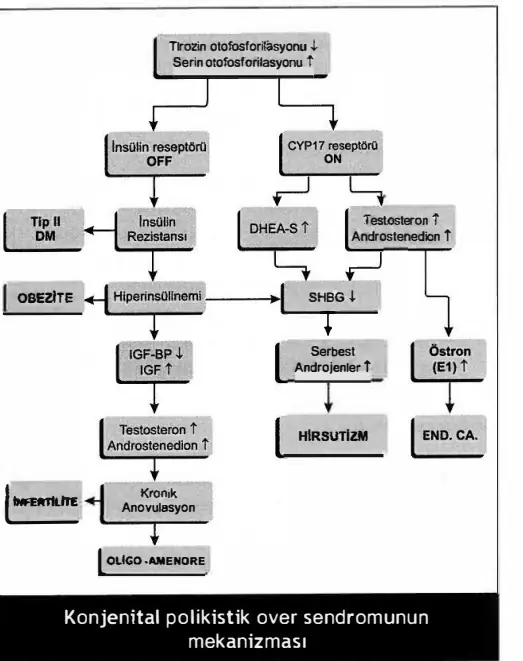 Tirozin otofosforilasyonu ↓
Serin otofosforilasyonu ↑
İnsülin reseptörü
OFF
CYP17 reseptörü
ON
Tip II
DM
İnsülin
Rezistansı
DHEA-S ↑
Testosteron ↑
Androstenedion ↑
OBEZİTE
Hiperinsülinemi
SHBG ↓
IGF-BP ↓
IGF ↑
Serbest
Androjenler ↑
Östron
(E1) ↑
Testosteron ↑
Androstenedion ↑
HİRSUTİZM
END. CA.
İNFERTİLİTE
Kronik
Anovulasyon
OLİGO-AMENORE
Konjenital polikistik over sendromunun
mekanizması